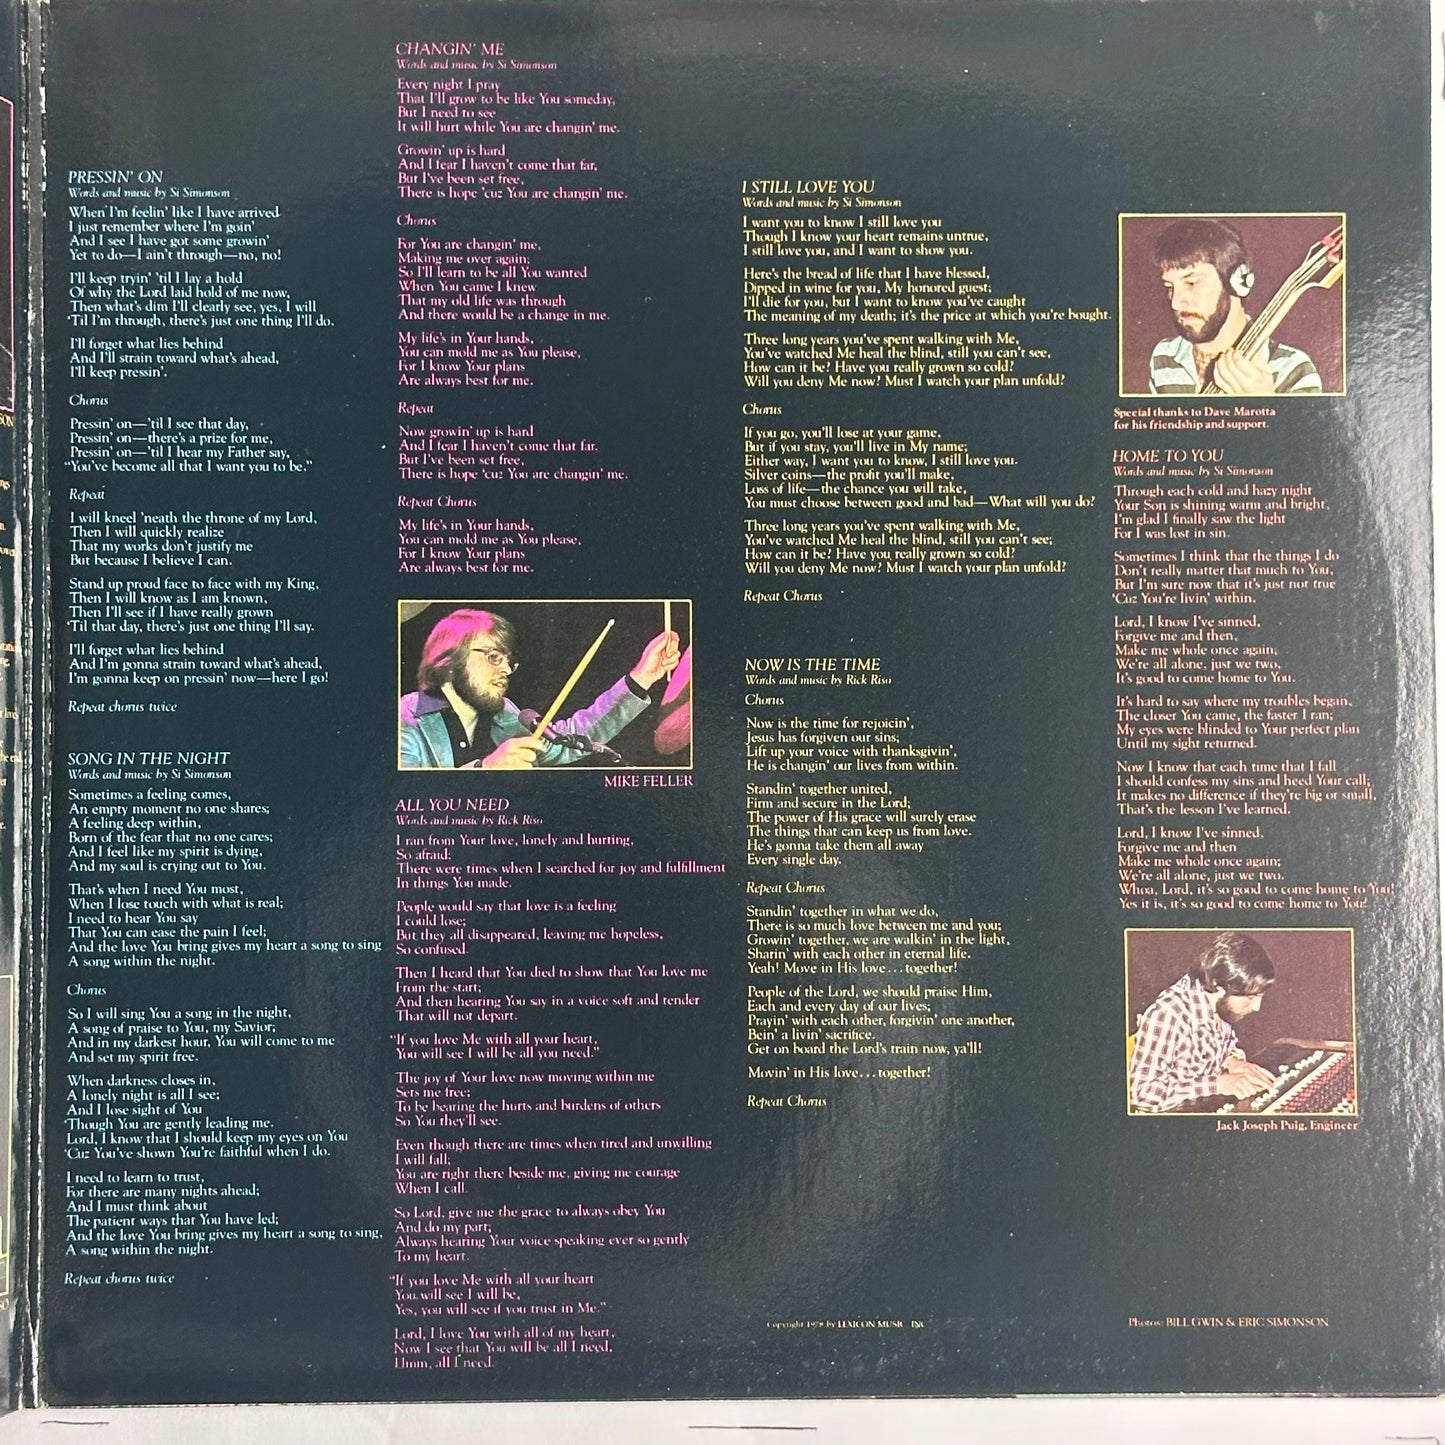 PRESSIN' ON
Words and music by Si Simonson
When I'm feelin' like I have arrived
I just remember where I'm goin'
And I see I have got some growin'
Yet to do—I ain't through—no, no!
I'll keep tryin' 'til I lay a hold
Of why the Lord laid hold of me now,
Then what's dim I'll clearly see, yes, I will
'Til I'm through, there's just one thing I'll do.
I'll forget what lies behind
And I'll strain toward what's ahead,
I'll keep pressin'.
Chorus
Pressin' on—'til I see that day,
Pressin' on—there's a prize for me,
Pressin' on—'til I hear my Father say,
"You've become all that I want you to be."
Repeat
I will kneel 'neath the throne of my Lord,
Then I will quickly realize
That my works don't justify me
But because I believe I can.
Stand up proud face to face with my King,
Then I will know as I am known,
Then I'll see if I have really grown
'Til that day, there's just one thing I'll say.
I'll forget what lies behind
And I'm gonna strain toward what's ahead,
I'm gonna keep on pressin' now—here I go!
Repeat chorus twice
SONG IN THE NIGHT
Words and music by Si Simonson
Sometimes a feeling comes,
An empty moment no one shares;
A feeling deep within,
Born of the fear that no one cares;
And I feel like my spirit is dying,
And my soul is crying out to You.
That's when I need You most,
When I lose touch with what is real;
I need to hear You say
That You can ease the pain I feel;
And the love You bring gives my heart a song to sing
A song within the night.
Chorus
So I will sing You a song in the night,
A song of praise to You, my Savior;
And in my darkest hour, You will come to me
And set my spirit free.
When darkness closes in,
A lonely night is all I see;
And I lose sight of You
'Though You are gently leading me.
Lord, I know that I should keep my eyes on You
'Cuz You've shown You're faithful when I do.
I need to learn to trust,
For there are many nights ahead;
And I must think about
The patient ways that You have led;
And the love You bring gives my heart a song to sing,
A song within the night.
Repeat chorus twice
CHANGIN' ME
Words and music by Si Simonson
Every night I pray
That I'll grow to be like You someday,
But I need to see
It will hurt while You are changin' me.
Growin' up is hard
And I fear I haven't come that far,
But I've been set free,
There is hope 'cuz You are changin' me.
Chorus
For You are changin' me,
Making me over again;
So I'll learn to be all You wanted
When You came I knew
That my old life was through
And there would be a change in me.
My life's in Your hands,
You can mold me as You please,
For I know Your plans
Are always best for me.
Repeat
Now growin' up is hard
And I fear I haven't come that far,
But I've been set free,
There is hope 'cuz You are changin' me.
Repeat Chorus
My life's in Your hands,
You can mold me as You please,
For I know Your plans
Are always best for me.
MIKE FELLER
ALL YOU NEED
Words and music by Rick Riso
I ran from Your love, lonely and hurting,
So afraid;
There were times when I searched for joy and fulfillment
In things You made.
People would say that love is a feeling
I could lose;
But they all disappeared, leaving me hopeless,
So confused.
Then I heard that You died to show that You love me
From the start;
And then hearing You say in a voice soft and tender
That will not depart.
"If you love Me with all your heart,
You will see I will be all you need."
The joy of Your love now moving within me
Sets me free;
To be bearing the hurts and burdens of others
So You they'll see.
Even though there are times when tired and unwilling
I will fall;
You are right there beside me, giving me courage
When I call.
So Lord, give me the grace to always obey You
And do my part;
Always hearing Your voice speaking ever so gently
To my heart.
"If you love Me with all your heart
You will see I will be,
Yes, you will see if you trust in Me."
Lord, I love You with all of my heart,
Now I see that You will be all I need,
Hmm, all I need.
I STILL LOVE YOU
Words and music by Si Simonson
I want you to know I still love you
Though I know your heart remains untrue,
I still love you, and I want to show you.
Here's the bread of life that I have blessed,
Dipped in wine for you, My honored guest;
I'll die for you, but I want to know you've caught
The meaning of my death; it's the price at which you're bought.
Three long years you've spent walking with Me,
You've watched Me heal the blind, still you can't see,
How can it be? Have you really grown so cold?
Will you deny Me now? Must I watch your plan unfold?
Chorus
If you go, you'll lose at your game,
But if you stay, you'll live in My name;
Either way, I want you to know, I still love you.
Silver coins—the profit you'll make,
Loss of life—the chance you will take,
You must choose between good and bad—What will you do?
Three long years you've spent walking with Me,
You've watched Me heal the blind, still you can't see;
How can it be? Have you really grown so cold?
Will you deny Me now? Must I watch your plan unfold?
Repeat Chorus
NOW IS THE TIME
Words and music by Rick Riso
Chorus
Now is the time for rejoicin',
Jesus has forgiven our sins;
Lift up your voice with thanksgivin',
He is changin' our lives from within.
Standin' together united,
Firm and secure in the Lord;
The power of His grace will surely erase
The things that can keep us from love.
He's gonna take them all away
Every single day.
Repeat Chorus
Standin' together in what we do,
There is so much love between me and you;
Growin' together, we are walkin' in the light,
Sharin' with each other in eternal life.
Yeah! Move in His love...together!
People of the Lord, we should praise Him,
Each and every day of our lives;
Prayin' with each other, forgivin' one another,
Bein' a livin' sacrifice.
Get on board the Lord's train now, ya'll!
Movin' in His love...together!
Repeat Chorus
Copyright 1978 by LEXICON MUSIC, INC
Special thanks to Dave Marotta
for his friendship and support.
HOME TO YOU
Words and music by Si Simonson
Through each cold and hazy night
Your Son is shining warm and bright,
I'm glad I finally saw the light
For I was lost in sin.
Sometimes I think that the things I do
Don't really matter that much to You,
But I'm sure now that it's just not true
'Cuz You're livin' within.
Lord, I know I've sinned,
Forgive me and then,
Make me whole once again;
We're all alone, just we two,
It's good to come home to You.
It's hard to say where my troubles began,
The closer You came, the faster I ran;
My eyes were blinded to Your perfect plan
Until my sight returned.
Now I know that each time that I fall
I should confess my sins and heed Your call;
It makes no difference if they're big or small,
That's the lesson I've learned.
Lord, I know I've sinned,
Forgive me and then
Make me whole once again;
We're all alone, just we two.
Whoa, Lord, it's so good to come home to You!
Yes it is, it's so good to come home to You!
Jack Joseph Puig, Engineer
Photos: BILL GWIN & ERIC SIMONSON